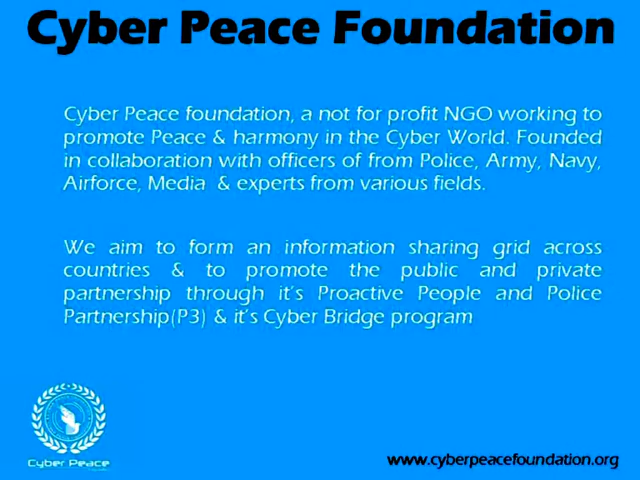 Cyber Peace Foundation
Cyber Peace foundation, a not for profit NGO working to
promote Peace & harmony in the Cyber World. Founded
in collaboration with officers of from Police, Army, Navy,
Airforce, Media & experts from various fields.
We aim to form an information sharing grid across
countries & to promote the public and private
partnership through it's Proactive People and Police
Partnership(P3) & it's Cyber Bridge program
Cyber Peace
www.cyberpeacefoundation.org